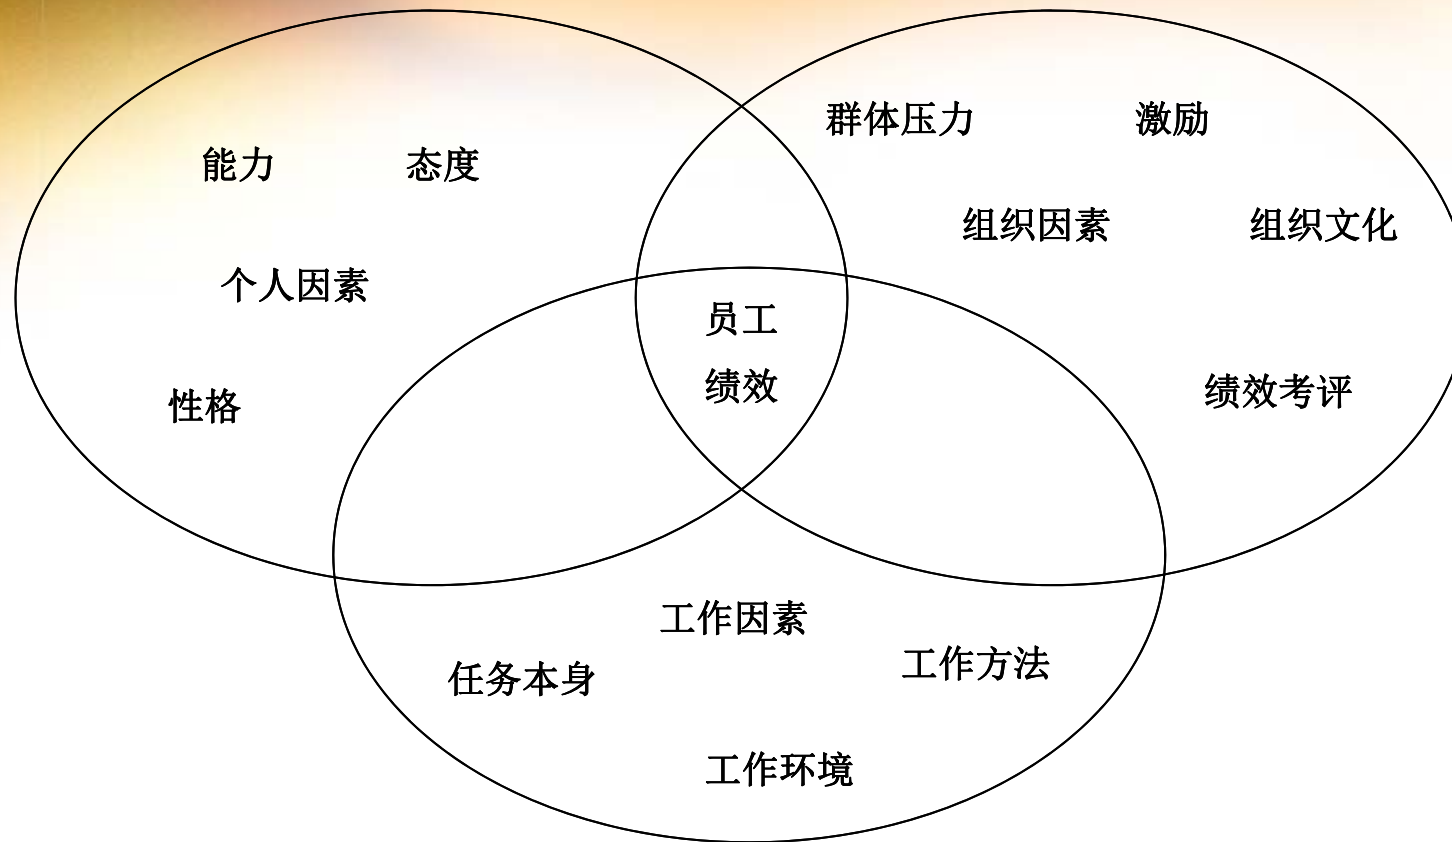 群体压力 激励
能力 态度
组织因素 组织文化
个人因素
员工
绩效
性格
绩效考评
工作因素
任务本身
工作方法
工作环境